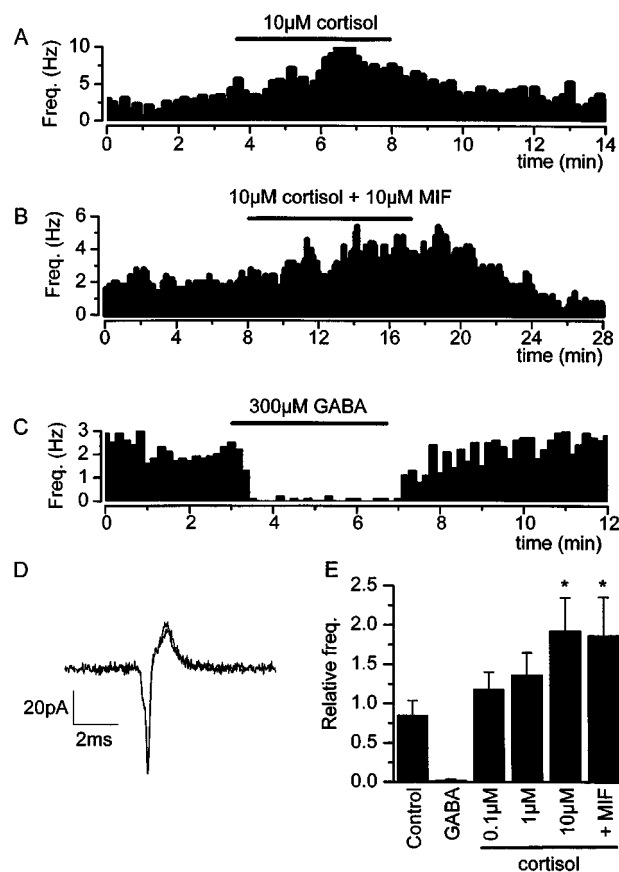 A
10µM cortisol
Freq. (Hz)
10
5
0
0 2 4 6 8 10 12 14
time (min)
B
10µM cortisol + 10µM MIF
Freq. (Hz)
6
4
2
0
0 4 8 12 16 20 24 28
time (min)
C
300µM GABA
Freq. (Hz)
3
2
1
0
0 2 4 6 8 10 12
time (min)
D
20pA
2ms
E
Relative freq.
2.5
2.0
1.5
1.0
0.5
0.0
* *
Control
GABA
0.1µM
1µM
10µM
+ MIF
cortisol